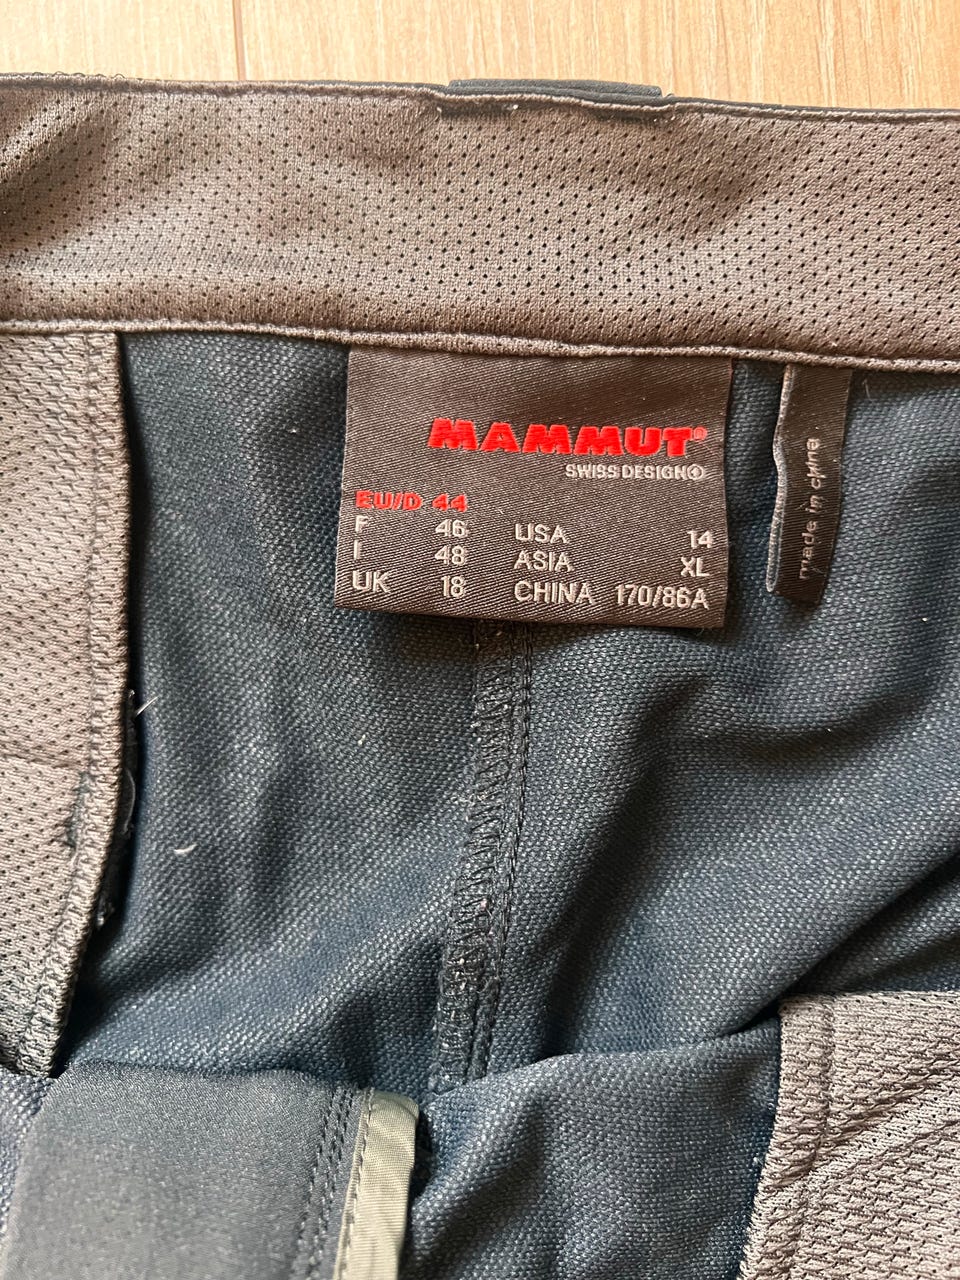 MAMMUT®
SWISS DESIGN⊕
EU/D 44
F 46 USA 14
I 48 ASIA XL
UK 18 CHINA 170/86A
made in china